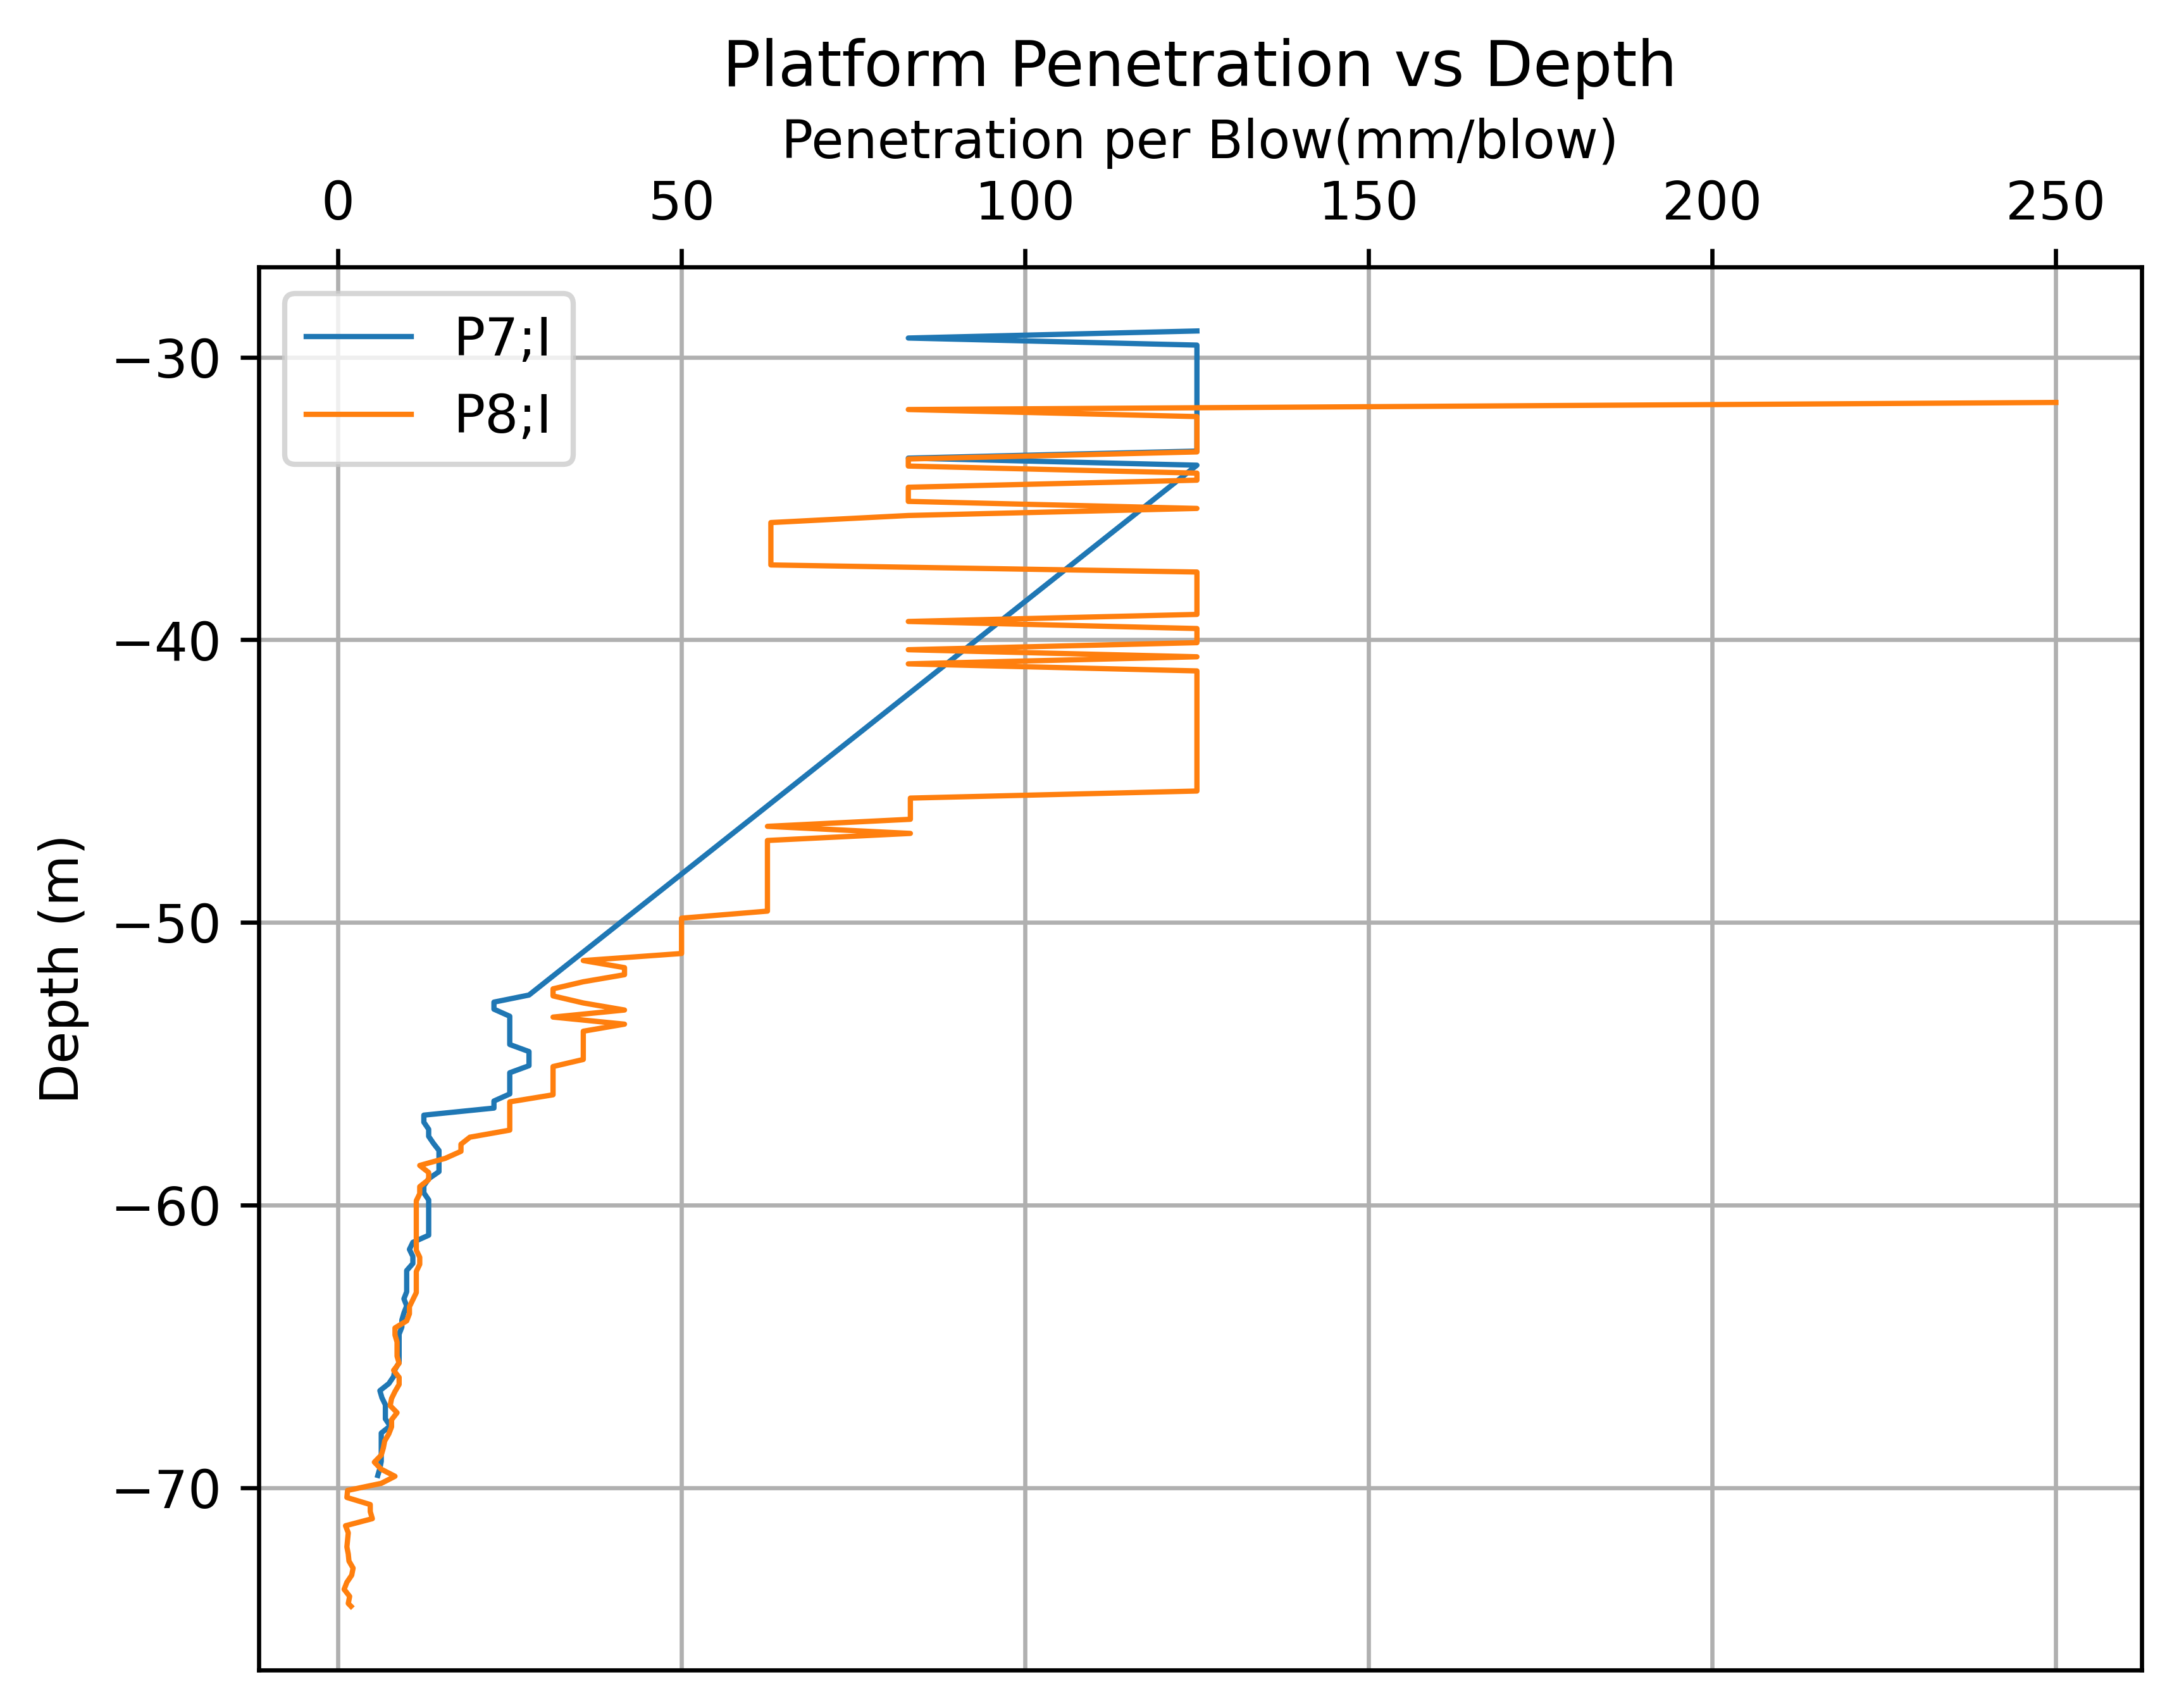 Platform Penetration vs Depth
Penetration per Blow(mm/blow)
0 50 100 150 200 250
P7;I
P8;I
−30
−40
−50
−60
−70
Depth (m)